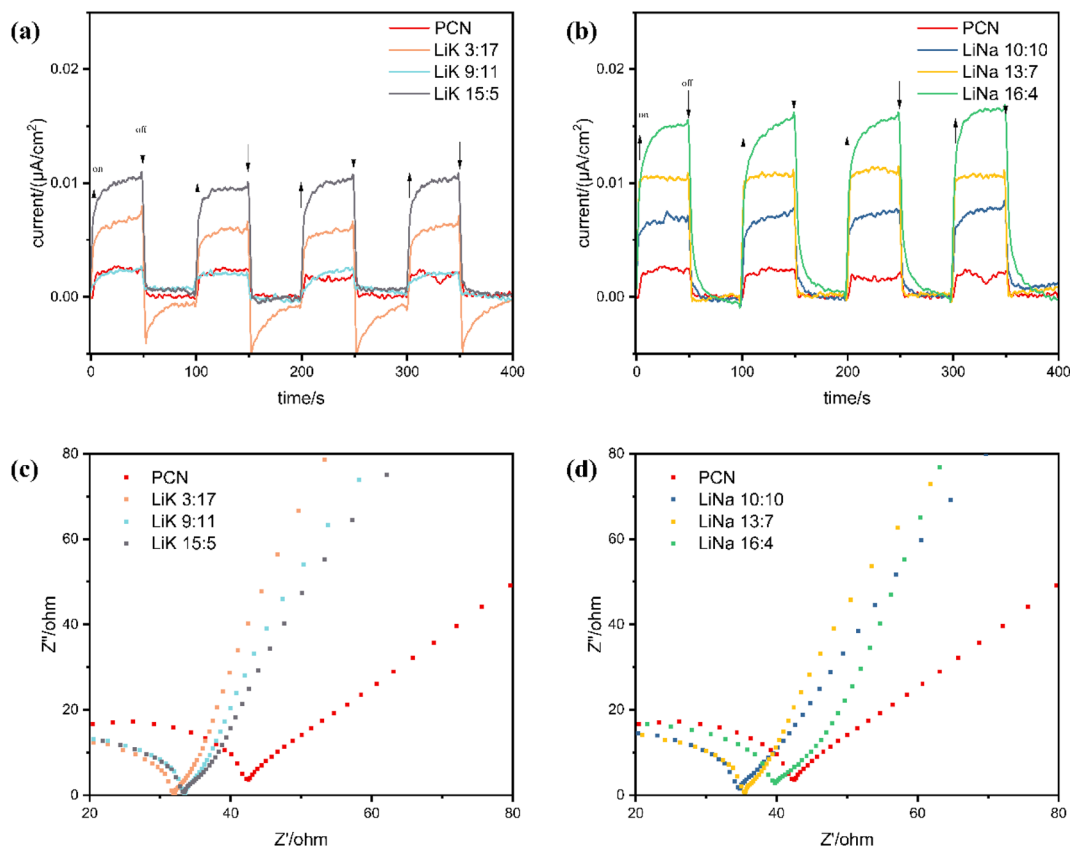 (a)
PCN
LiK 3:17
LiK 9:11
LiK 15:5
on
off
0.02
0.01
0.00
current/(μA/cm²)
0
100
200
300
400
time/s
(b)
PCN
LiNa 10:10
LiNa 13:7
LiNa 16:4
on
off
0.02
0.01
0.00
current/(μA/cm²)
0
100
200
300
400
time/s
(c)
PCN
LiK 3:17
LiK 9:11
LiK 15:5
80
60
40
20
0
Z"/ohm
20
40
60
80
Z'/ohm
(d)
PCN
LiNa 10:10
LiNa 13:7
LiNa 16:4
80
60
40
20
0
Z"/ohm
20
40
60
80
Z'/ohm